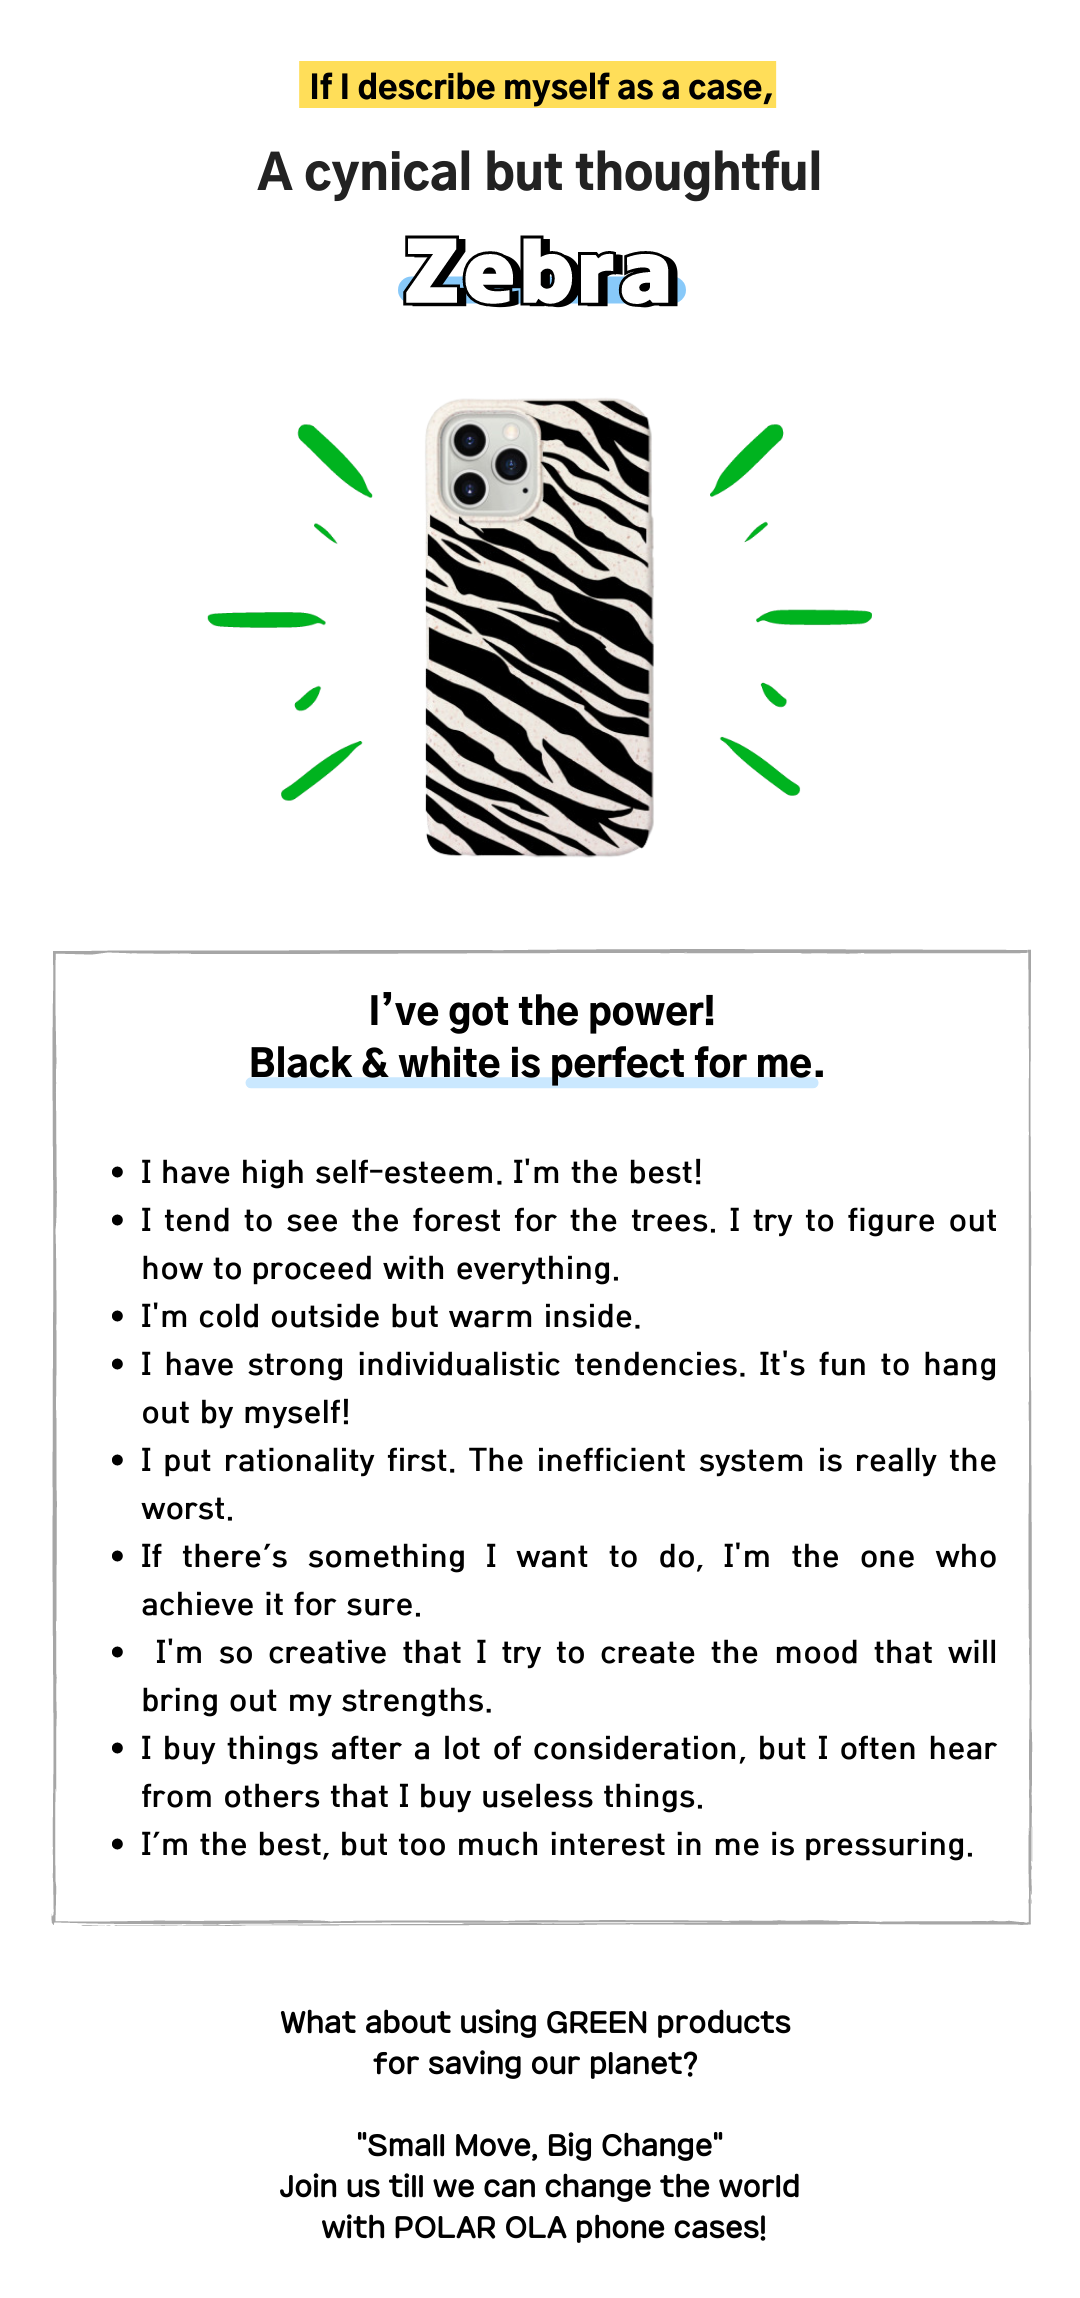 If I describe myself as a case,
A cynical but thoughtful
Zebra
I’ve got the power!
Black & white is perfect for me.
• I have high self-esteem. I'm the best!
• I tend to see the forest for the trees. I try to figure out
how to proceed with everything.
• I'm cold outside but warm inside.
• I have strong individualistic tendencies. It's fun to hang
out by myself!
• I put rationality first. The inefficient system is really the
worst.
• If there′s something I want to do, I'm the one who
achieve it for sure.
• I'm so creative that I try to create the mood that will
bring out my strengths.
• I buy things after a lot of consideration, but I often hear
from others that I buy useless things.
• I′m the best, but too much interest in me is pressuring.
What about using GREEN products
for saving our planet?
"Small Move, Big Change"
Join us till we can change the world
with POLAR OLA phone cases!